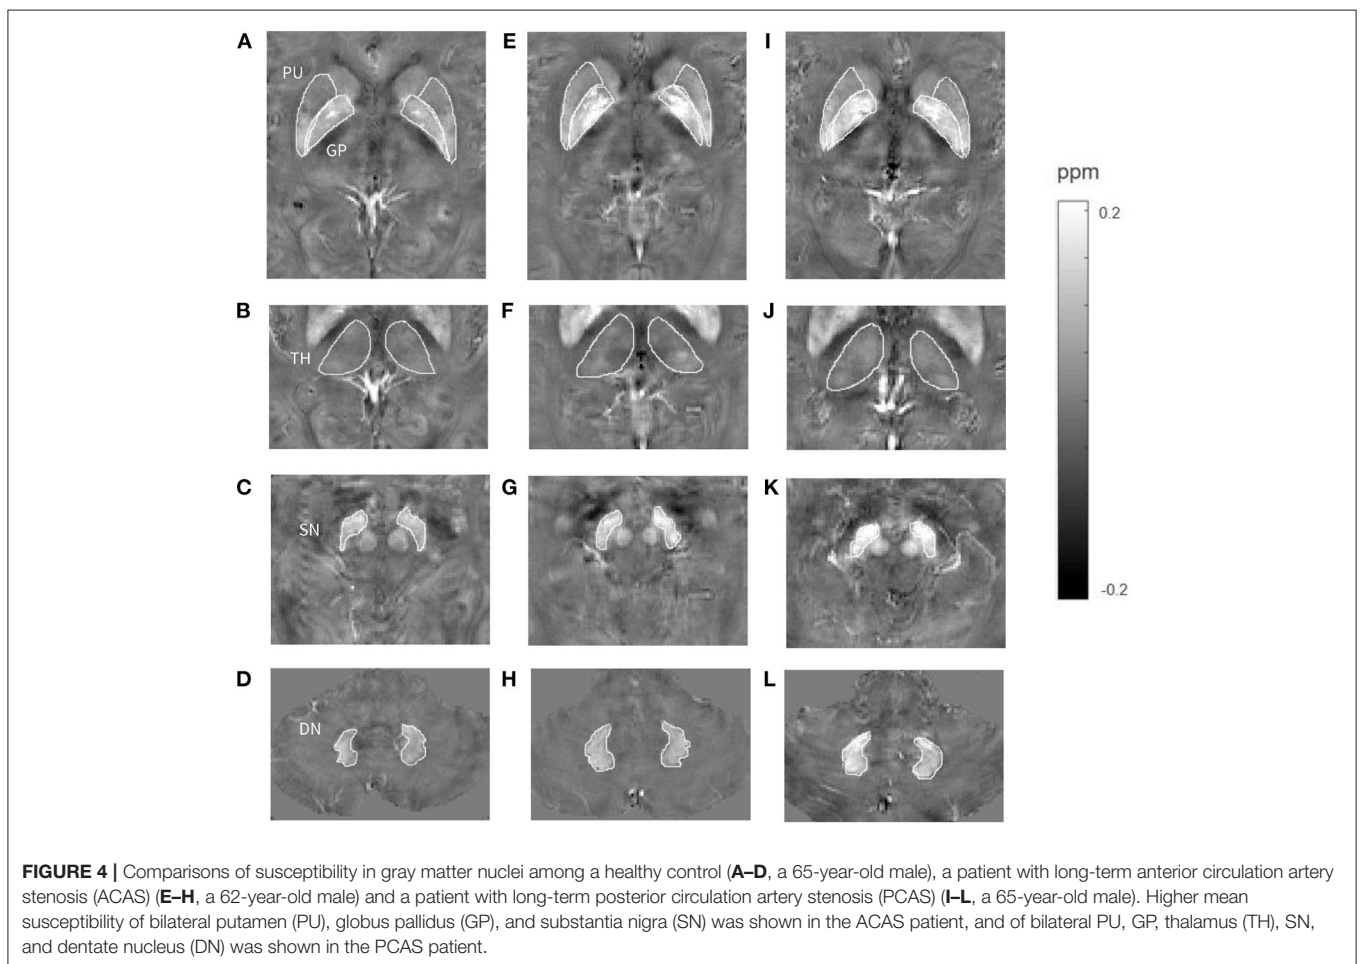 A
E
I
PU
GP
ppm
0.2
B
F
J
TH
C
G
K
SN
-0.2
D
H
L
DN
FIGURE 4 | Comparisons of susceptibility in gray matter nuclei among a healthy control (A–D, a 65-year-old male), a patient with long-term anterior circulation artery
stenosis (ACAS) (E–H, a 62-year-old male) and a patient with long-term posterior circulation artery stenosis (PCAS) (I–L, a 65-year-old male). Higher mean
susceptibility of bilateral putamen (PU), globus pallidus (GP), and substantia nigra (SN) was shown in the ACAS patient, and of bilateral PU, GP, thalamus (TH), SN,
and dentate nucleus (DN) was shown in the PCAS patient.